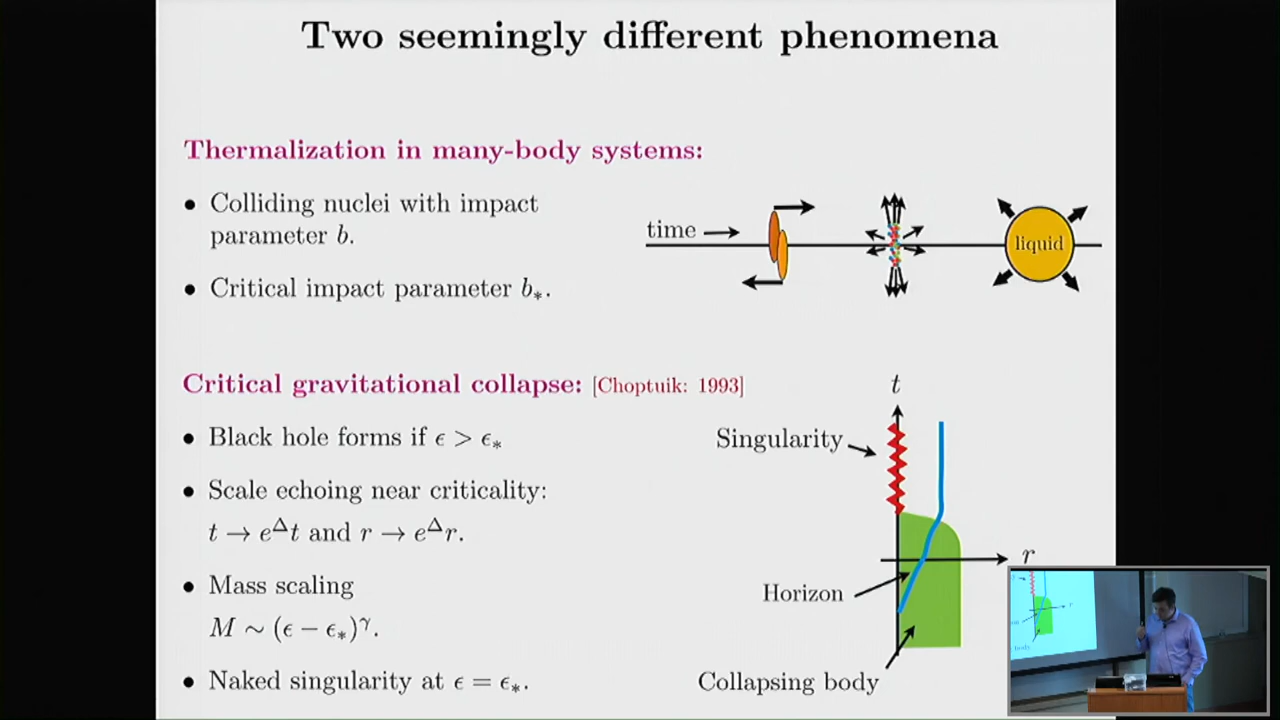 Two seemingly different phenomena
Thermalization in many-body systems:
• Colliding nuclei with impact
parameter b.
• Critical impact parameter b∗.
time
liquid
Critical gravitational collapse: [Choptuik: 1993]
• Black hole forms if ϵ > ϵ∗
• Scale echoing near criticality:
t → e^Δ t and r → e^Δ r.
• Mass scaling
M ∼ (ϵ − ϵ∗)^γ.
• Naked singularity at ϵ = ϵ∗.
t
Singularity
r
Horizon
Collapsing body